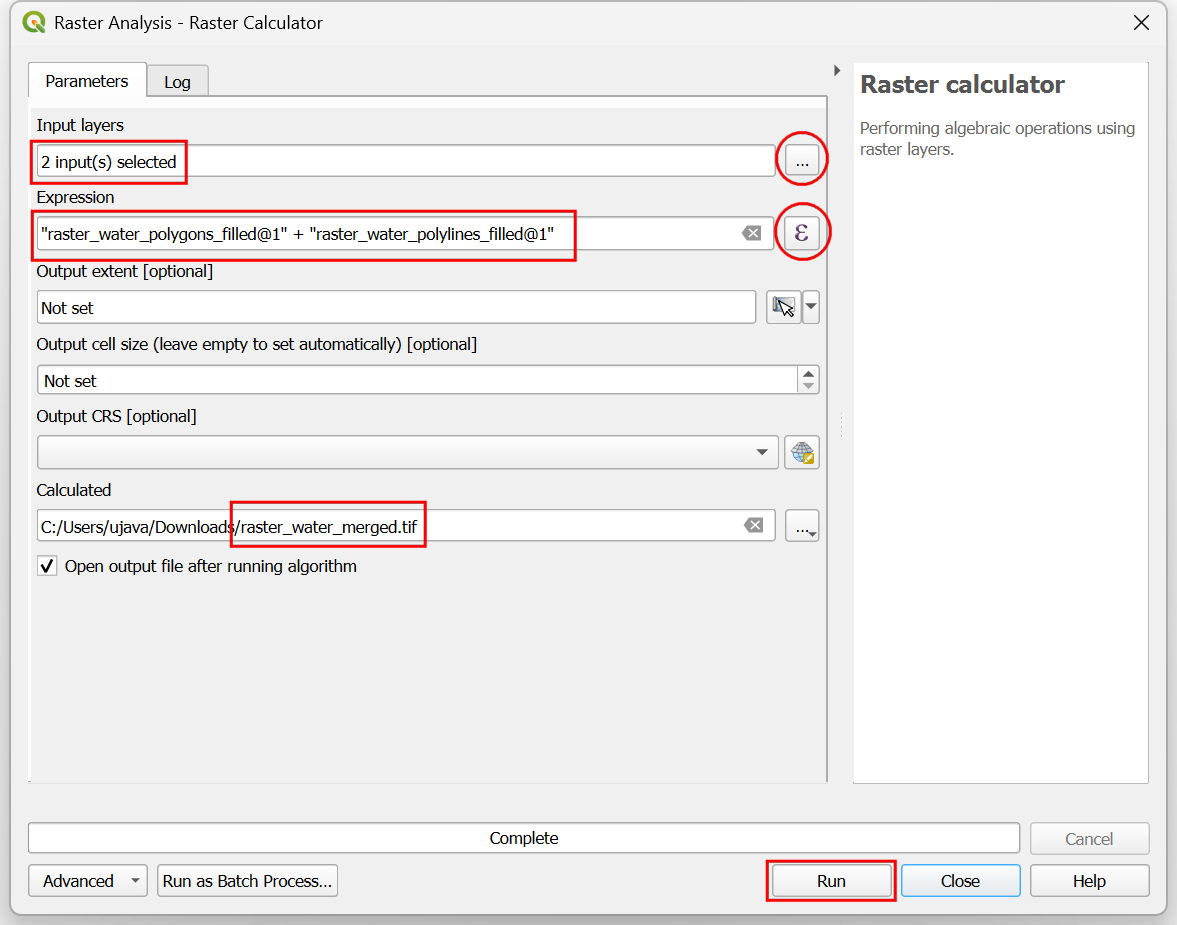 Raster Analysis - Raster Calculator
Parameters
Log
Input layers
2 input(s) selected
...
Expression
"raster_water_polygons_filled@1" + "raster_water_polylines_filled@1"
ε
Output extent [optional]
Not set
Output cell size (leave empty to set automatically) [optional]
Not set
Output CRS [optional]
Calculated
C:/Users/ujava/Downloads/raster_water_merged.tif
...
Open output file after running algorithm
Raster calculator
Performing algebraic operations using
raster layers.
Complete
Cancel
Advanced
Run as Batch Process...
Run
Close
Help